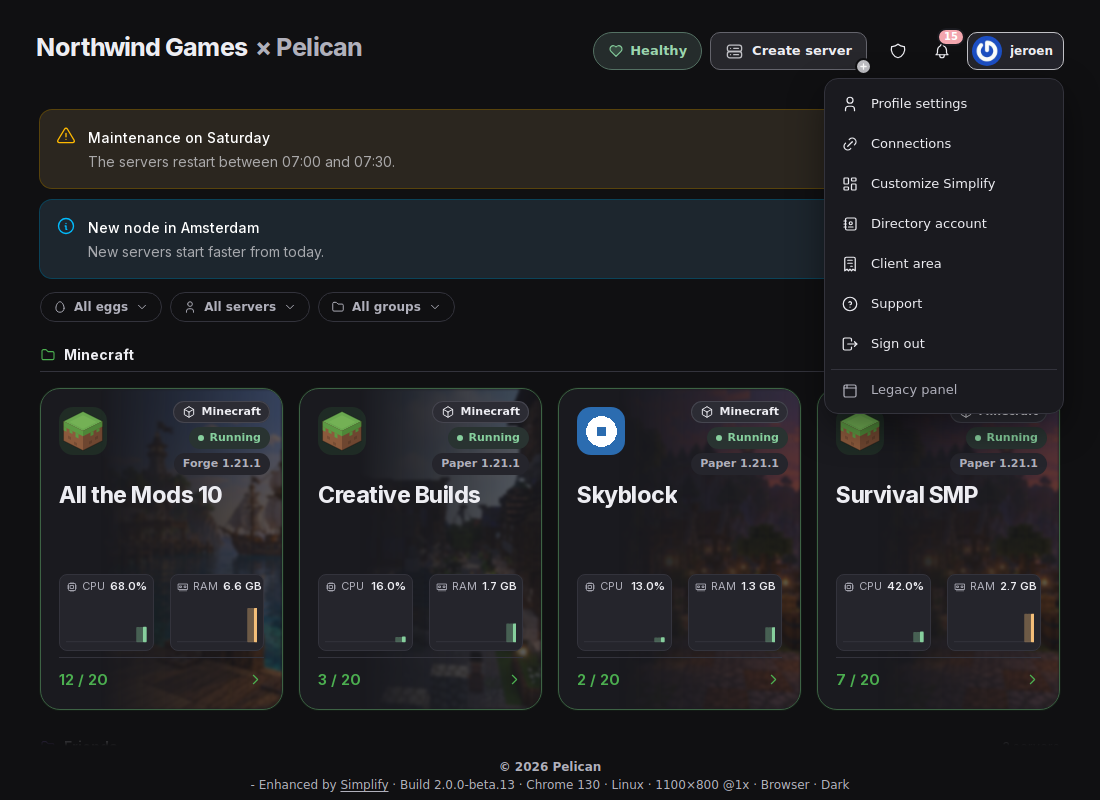 Northwind Games × Pelican
Healthy
Create server
15
jeroen
Profile settings
Connections
Customize Simplify
Directory account
Client area
Support
Sign out
Legacy panel
Maintenance on Saturday
The servers restart between 07:00 and 07:30.
New node in Amsterdam
New servers start faster from today.
All eggs
All servers
All groups
Minecraft
Minecraft
Running
Forge 1.21.1
All the Mods 10
CPU 68.0%
RAM 6.6 GB
12 / 20
Minecraft
Running
Paper 1.21.1
Creative Builds
CPU 16.0%
RAM 1.7 GB
3 / 20
Minecraft
Running
Paper 1.21.1
Skyblock
CPU 13.0%
RAM 1.3 GB
2 / 20
Minecraft
Running
Paper 1.21.1
Survival SMP
CPU 42.0%
RAM 2.7 GB
7 / 20
Friends
© 2026 Pelican
- Enhanced by Simplify · Build 2.0.0-beta.13 · Chrome 130 · Linux · 1100×800 @1x · Browser · Dark